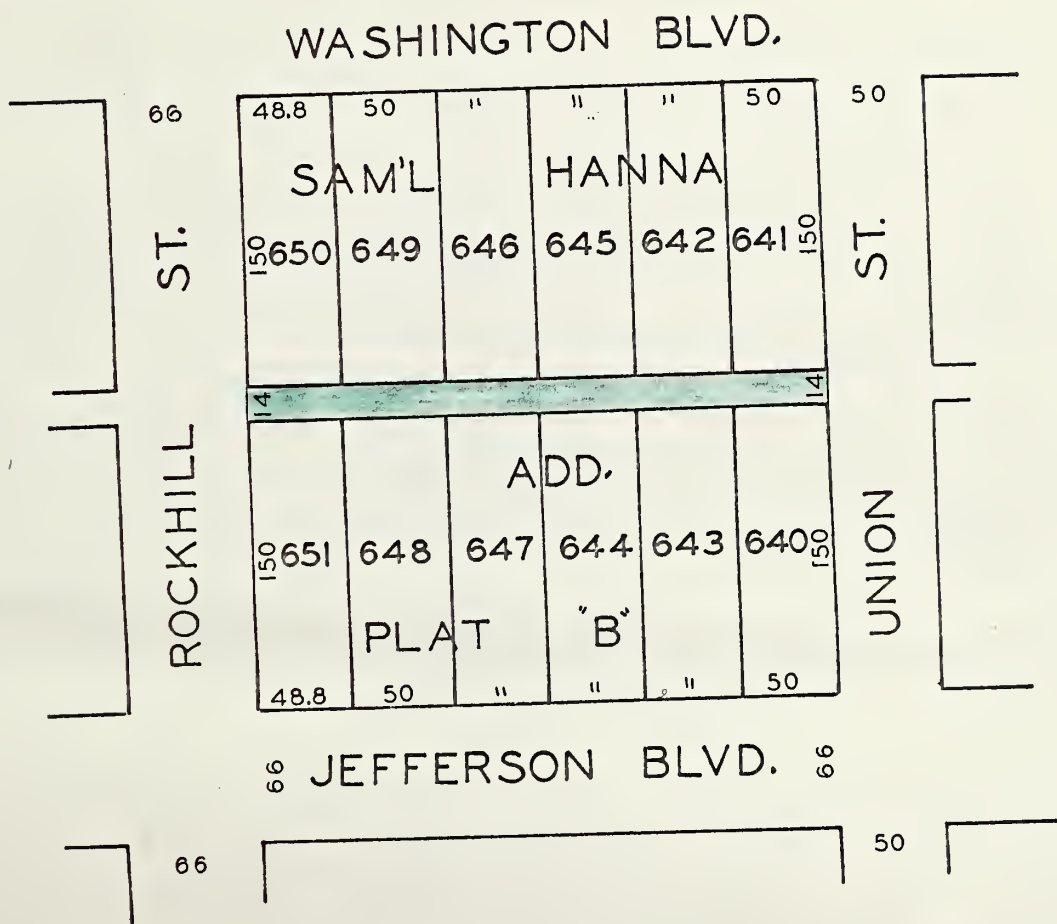 WASHINGTON BLVD.
66 48.8 50 " " " 50 50
SAM'L HANNA
150 650 649 646 645 642 641 150
ST. ST.
14 14
ADD.
150 651 648 647 644 643 640 150
ROCKHILL UNION
PLAT "B"
48.8 50 " " " 50
66 JEFFERSON BLVD. 66
66 50